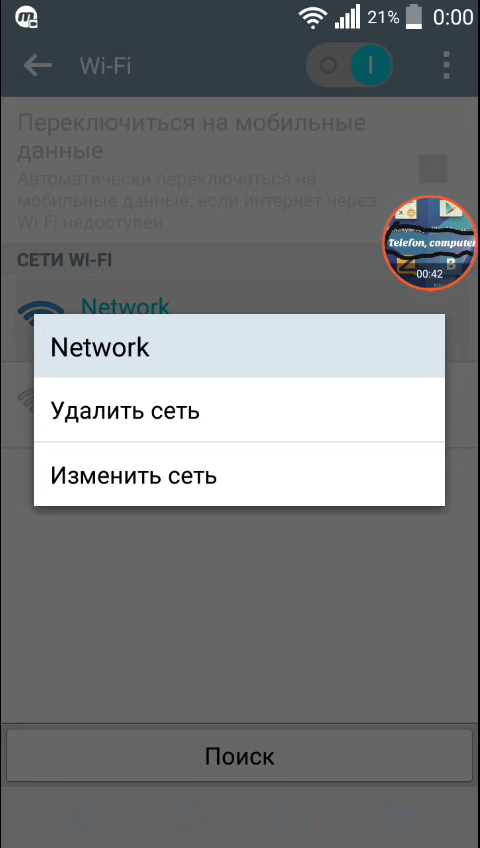 21% 0:00
Wi-Fi
Переключиться на мобильные
данные
Автоматически переключаться на
мобильные данные, если интернет через
Wi-Fi недоступен.
Telefon, computer
00:42
СЕТИ WI-FI
Network
Network
Удалить сеть
Изменить сеть
Поиск